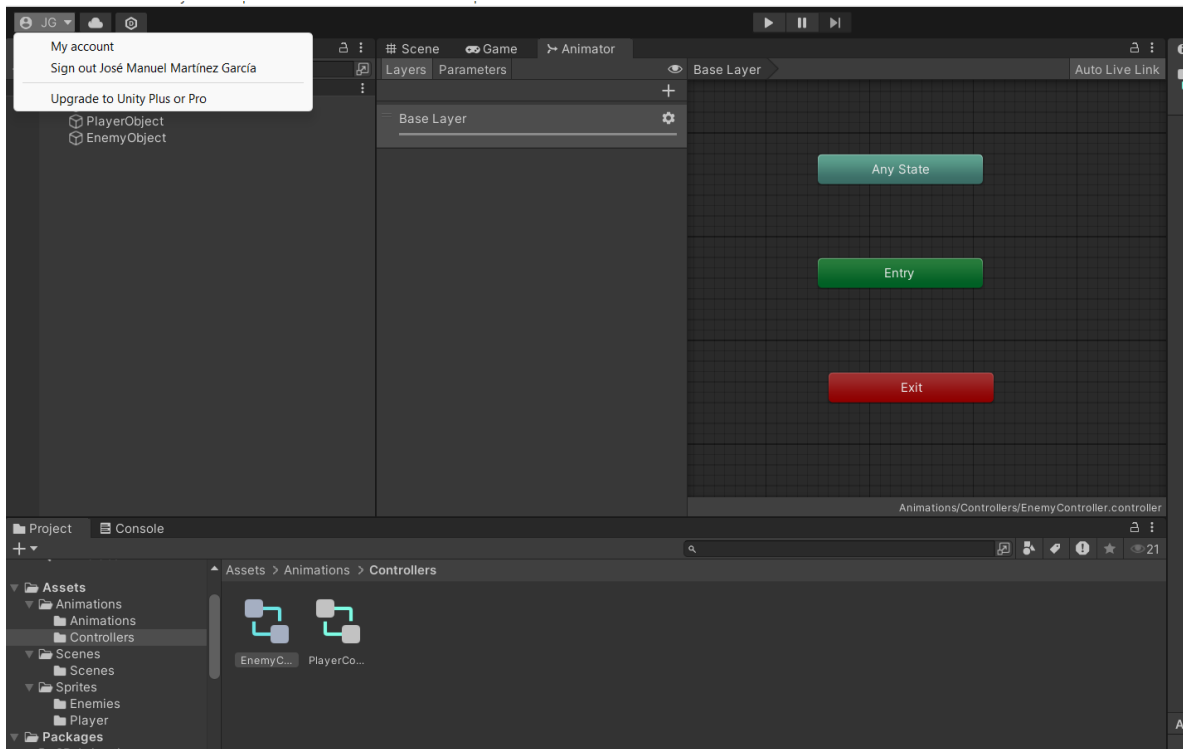 JG
My account
Sign out José Manuel Martínez García
Upgrade to Unity Plus or Pro
PlayerObject
EnemyObject
Scene Game Animator
Layers Parameters Base Layer Auto Live Link
Base Layer
Any State
Entry
Exit
Animations/Controllers/EnemyController.controller
Project Console
21
Assets > Animations > Controllers
Assets
Animations
Animations
Controllers
Scenes
Scenes
Sprites
Enemies
Player
Packages
EnemyC... PlayerCo...